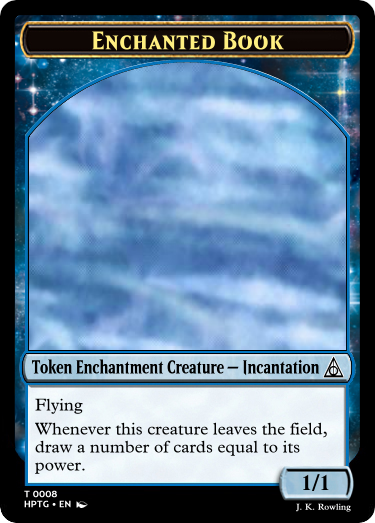 Enchanted Book
Token Enchantment Creature — Incantation
Flying
Whenever this creature leaves the field,
draw a number of cards equal to its
power.
1/1
T 0008
HPTG • EN
J. K. Rowling